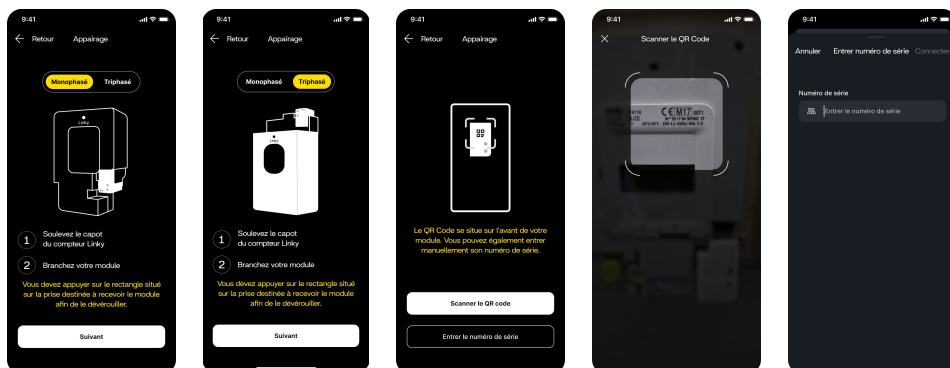 9:41
Retour Appairage
Monophasé Triphasé
Linky
1 Soulevez le capot
du compteur Linky
2 Branchez votre module
Vous devez appuyer sur le rectangle situé
sur la prise destinée à recevoir le module
afin de le dévérouiller.
Suivant
9:41
Retour Appairage
Monophasé Triphasé
Linky
1 Soulevez le capot
du compteur Linky
2 Branchez votre module
Vous devez appuyer sur le rectangle situé
sur la prise destinée à recevoir le module
afin de le dévérouiller.
Suivant
9:41
Retour Appairage
Le QR Code se situe sur l'avant de votre
module. Vous pouvez également entrer
manuellement son numéro de série.
Scanner le QR code
Entrer le numéro de série
9:41
Scanner le QR Code
CE M17 0071
9:41
Annuler Entrer numéro de série Connecter
Numéro de série
Entrer le numéro de série